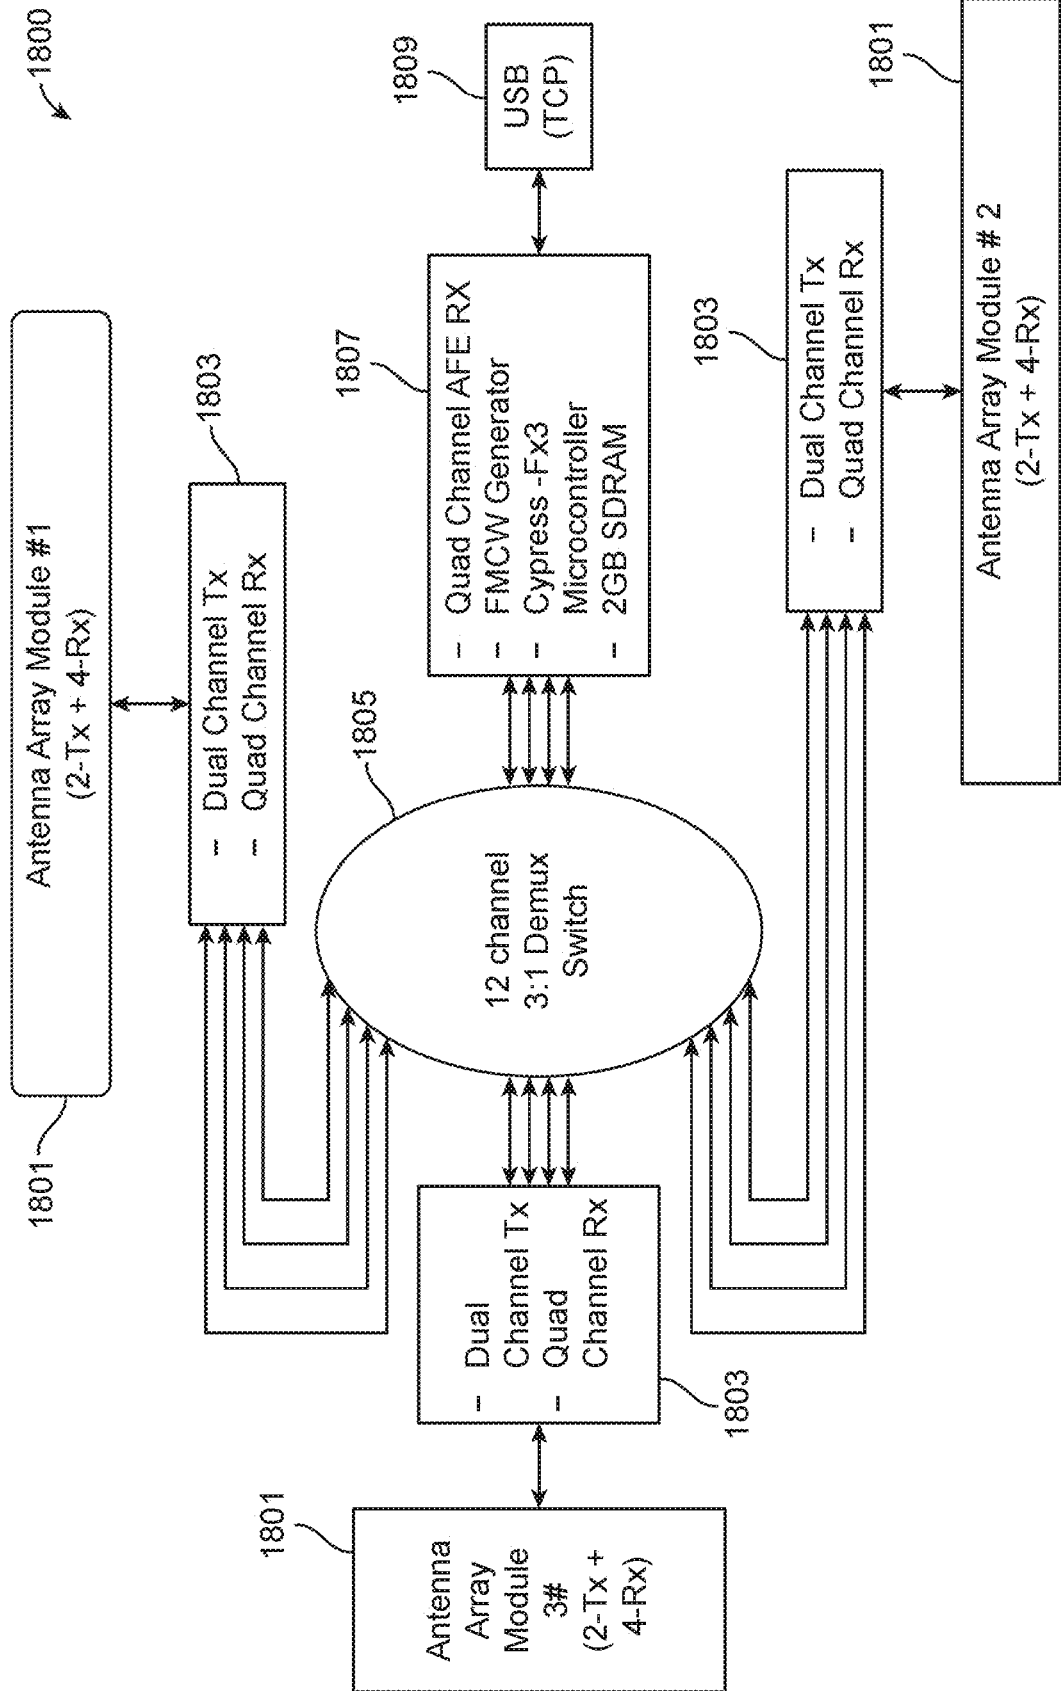 1800
Antenna Array Module #1
(2-Tx + 4-Rx)
1801
1803
- Dual Channel Tx
- Quad Channel Rx
1809
USB
(TCP)
1807
- Quad Channel AFE RX
- FMCW Generator
- Cypress -Fx3
Microcontroller
- 2GB SDRAM
1805
12 channel
3:1 Demux
Switch
- Dual
Channel Tx
- Quad
Channel Rx
1803
1801
Antenna
Array
Module
3#
(2-Tx +
4-Rx)
1803
- Dual Channel Tx
- Quad Channel Rx
1801
Antenna Array Module # 2
(2-Tx + 4-Rx)